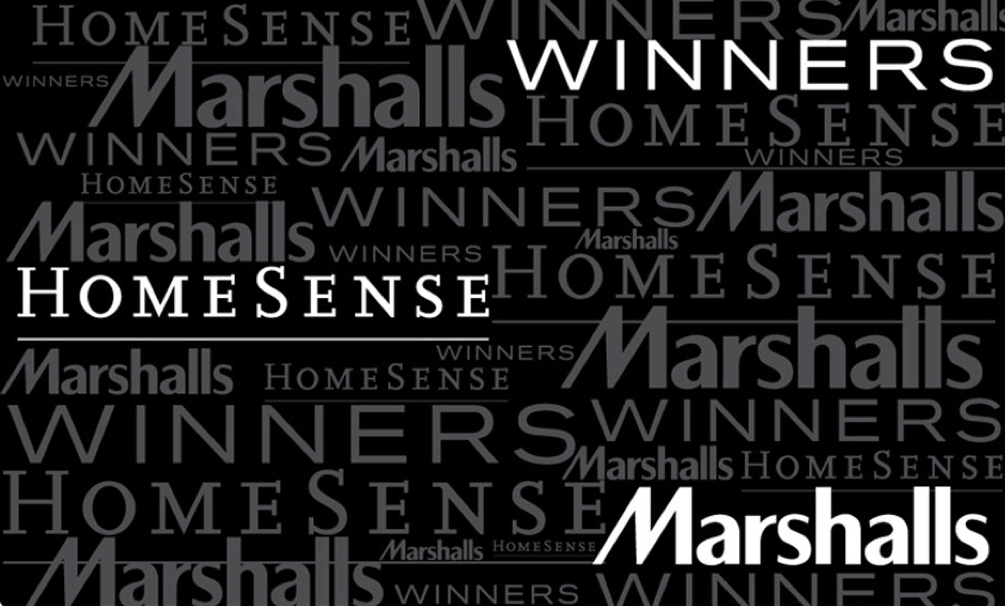 HOMESENSE WINNERS Marshalls
WINNERS Marshalls WINNERS
HOMESENSE
WINNERS Marshalls WINNERS
HOMESENSE WINNERS Marshalls
Marshalls WINNERS Marshalls
HOMESENSE HOMESENSE
WINNERS Marshalls
Marshalls HOMESENSE
WINNERS WINNERS
Marshalls HOMESENSE
HOMESENSE Marshalls
Marshalls Marshalls HOMESENSE
WINNERS WINNERS